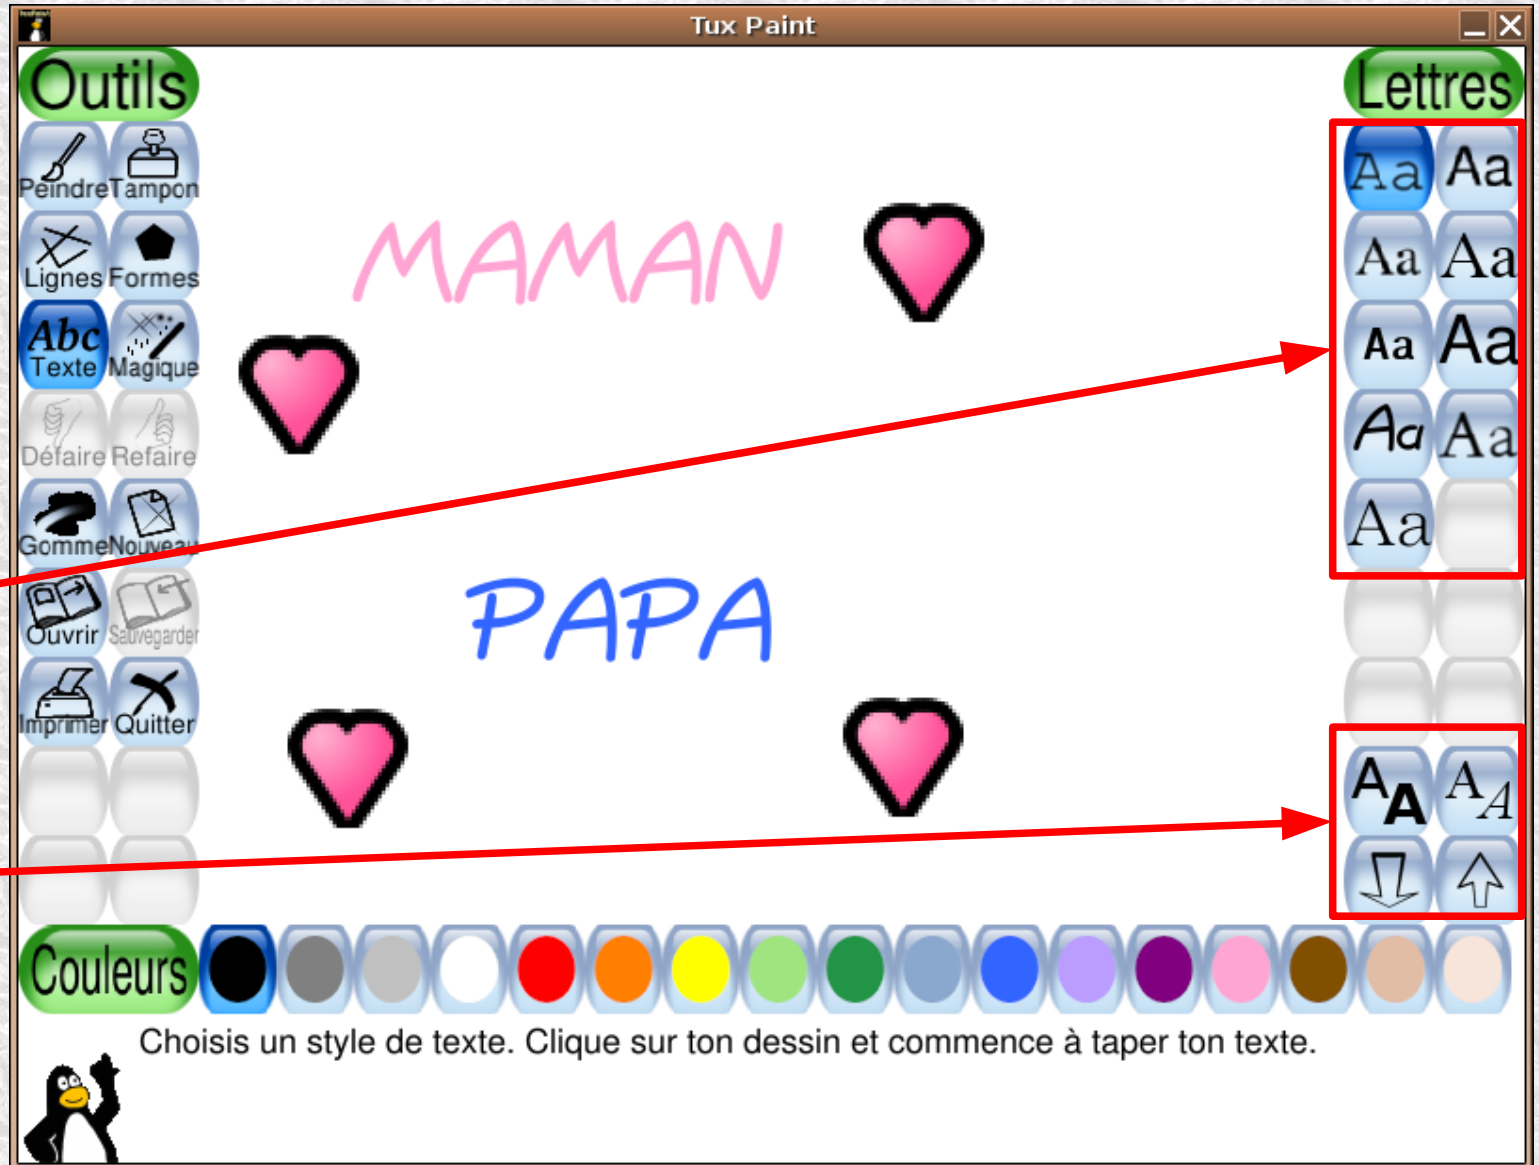 Tux Paint
Outils
Lettres
Peindre Tampon
Aa Aa
Lignes Formes
Aa Aa
Abc
Texte Magique
Aa Aa
Défaire Refaire
Aa Aa
Gomme Nouveau
Aa
Ouvrir Sauvegarder
Imprimer Quitter
AA AA
MAMAN
PAPA
Couleurs
Choisis un style de texte. Clique sur ton dessin et commence à taper ton texte.